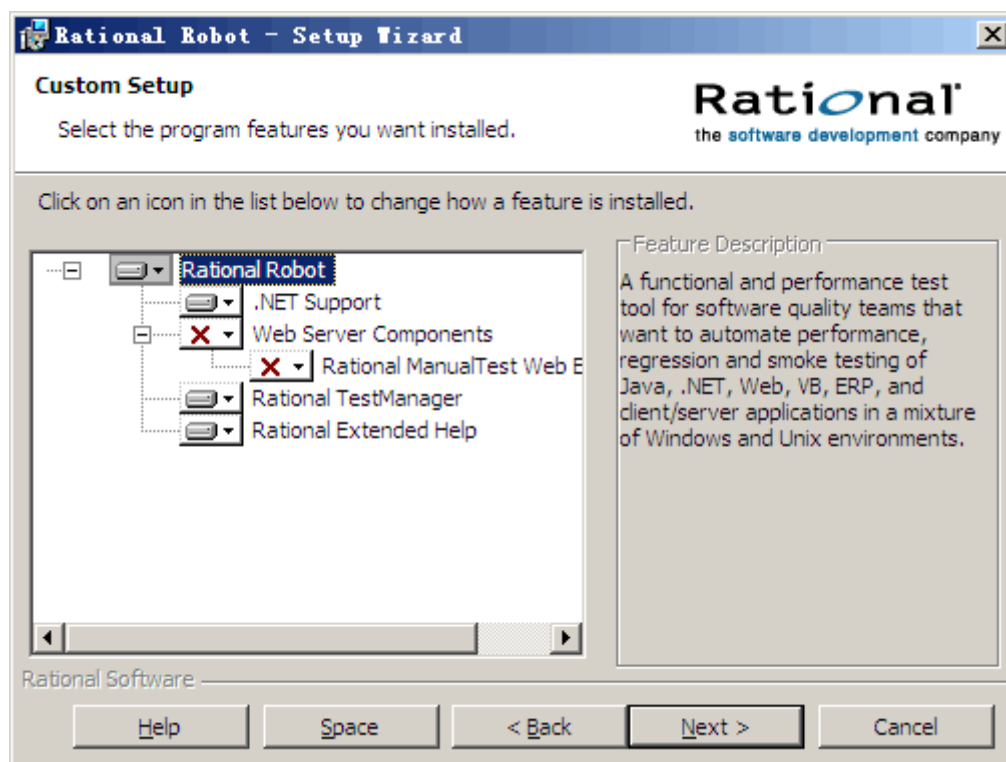 Rational Robot - Setup Wizard
Custom Setup
Select the program features you want installed.
Rational
the software development company
Click on an icon in the list below to change how a feature is installed.
Rational Robot
.NET Support
Web Server Components
Rational ManualTest Web E
Rational TestManager
Rational Extended Help
Feature Description
A functional and performance test
tool for software quality teams that
want to automate performance,
regression and smoke testing of
Java, .NET, Web, VB, ERP, and
client/server applications in a mixture
of Windows and Unix environments.
Rational Software
Help
Space
< Back
Next >
Cancel